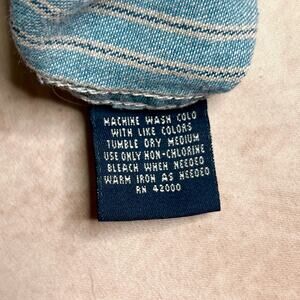 MACHINE WASH COLD
WITH LIKE COLORS
TUMBLE DRY MEDIUM
USE ONLY NON-CHLORINE
BLEACH WHEN NEEDED
WARM IRON AS NEEDED
RN 42000